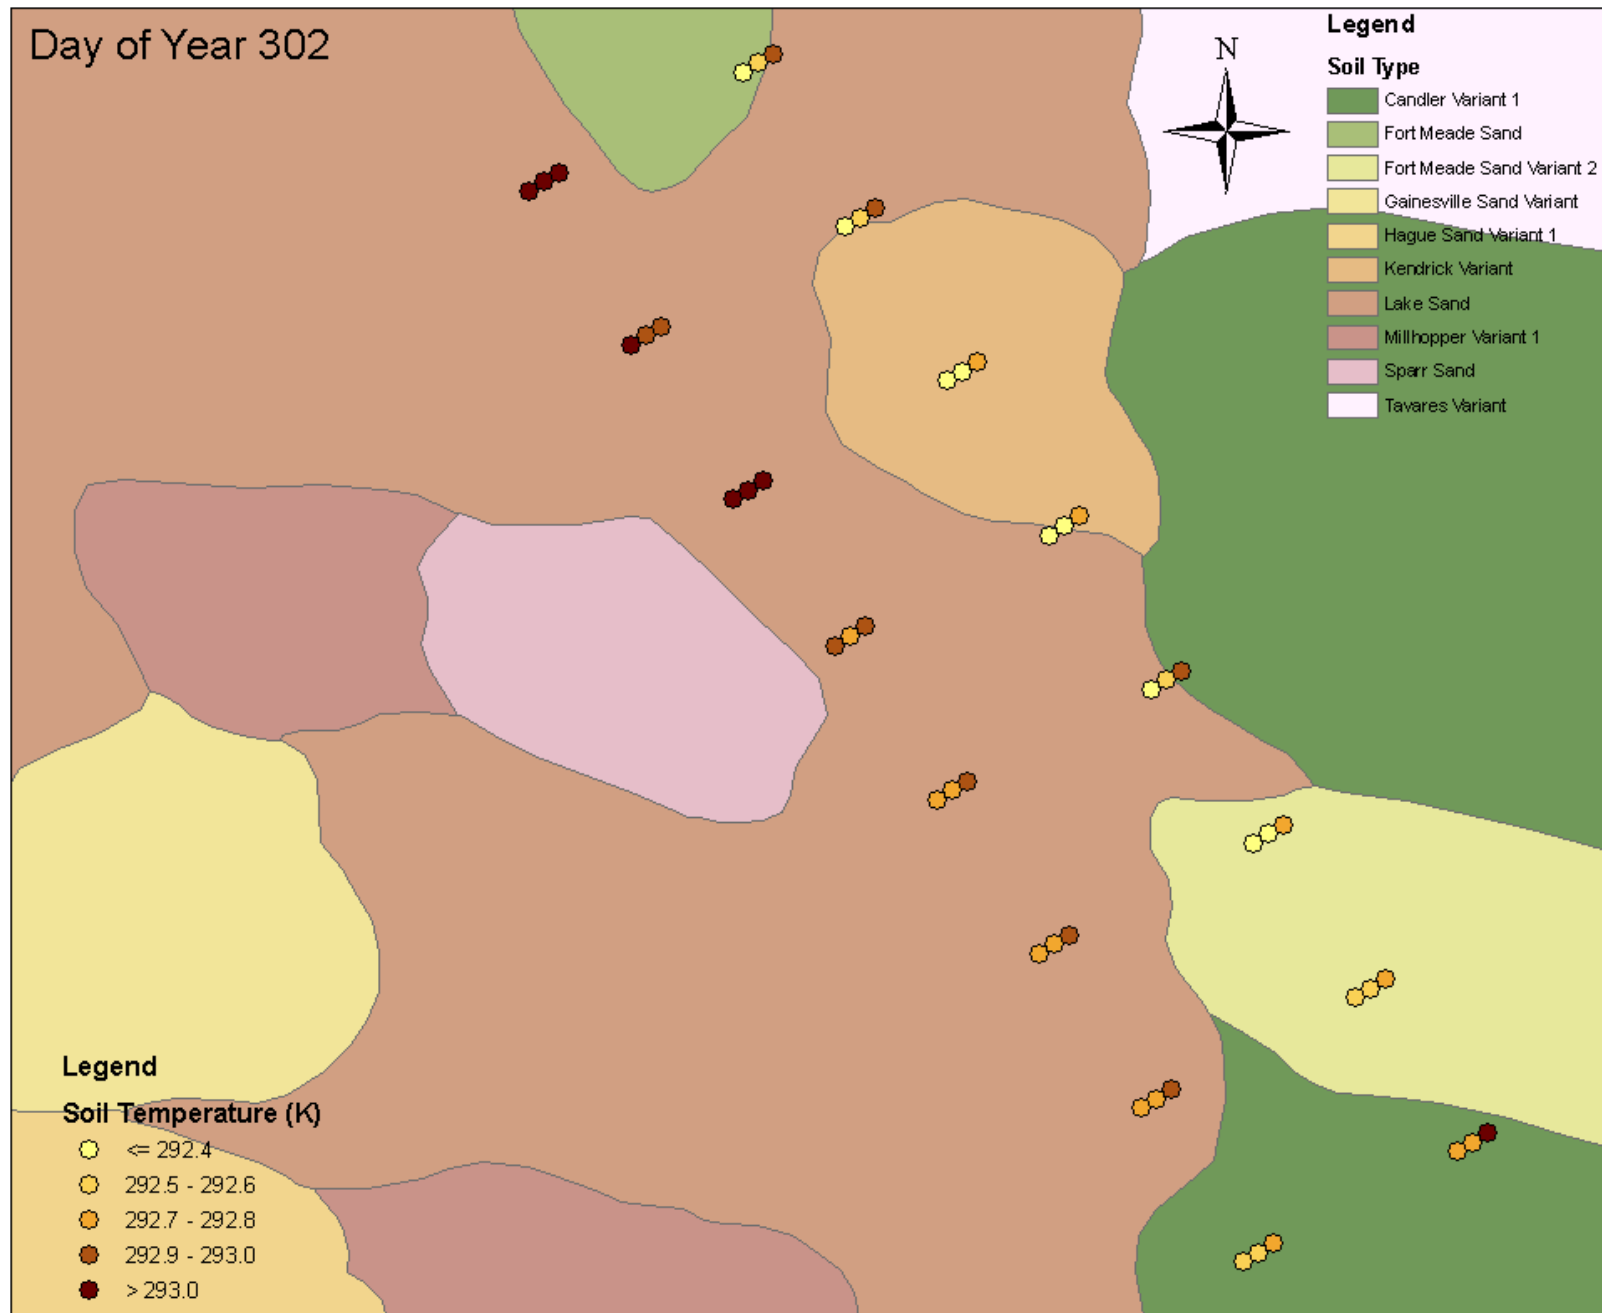 Day of Year 302
N
Legend
Soil Type
Candler Variant 1
Fort Meade Sand
Fort Meade Sand Variant 2
Gainesville Sand Variant
Hague Sand Variant 1
Kendrick Variant
Lake Sand
Millhopper Variant 1
Sparr Sand
Tavares Variant
Legend
Soil Temperature (K)
<= 292.4
292.5 - 292.6
292.7 - 292.8
292.9 - 293.0
> 293.0